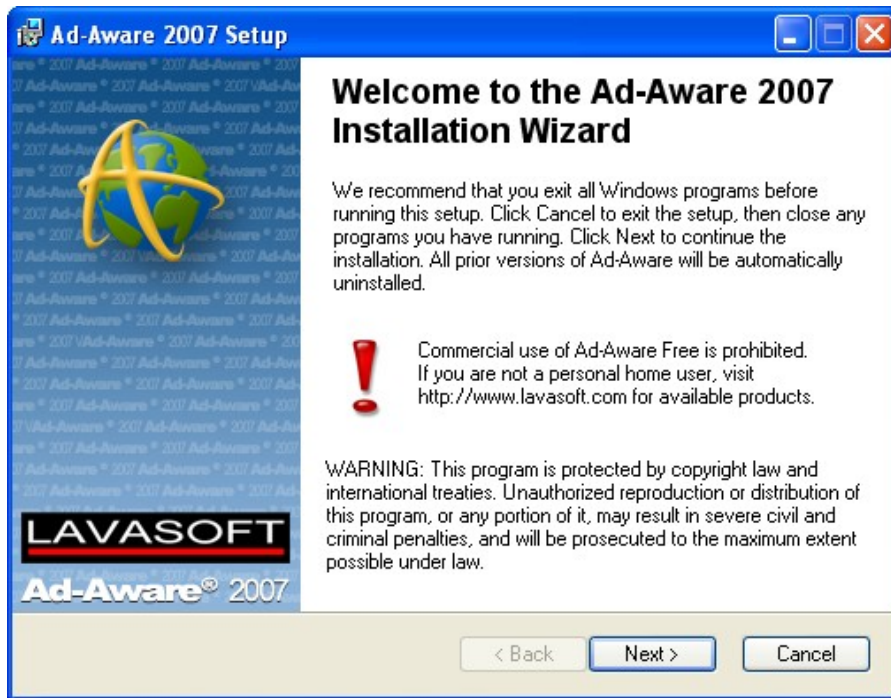 Ad-Aware 2007 Setup
Welcome to the Ad-Aware 2007
Installation Wizard
We recommend that you exit all Windows programs before
running this setup. Click Cancel to exit the setup, then close any
programs you have running. Click Next to continue the
installation. All prior versions of Ad-Aware will be automatically
uninstalled.
Commercial use of Ad-Aware Free is prohibited.
If you are not a personal home user, visit
http://www.lavasoft.com for available products.
WARNING: This program is protected by copyright law and
international treaties. Unauthorized reproduction or distribution of
this program, or any portion of it, may result in severe civil and
criminal penalties, and will be prosecuted to the maximum extent
possible under law.
LAVASOFT
Ad-Aware® 2007
< Back
Next >
Cancel